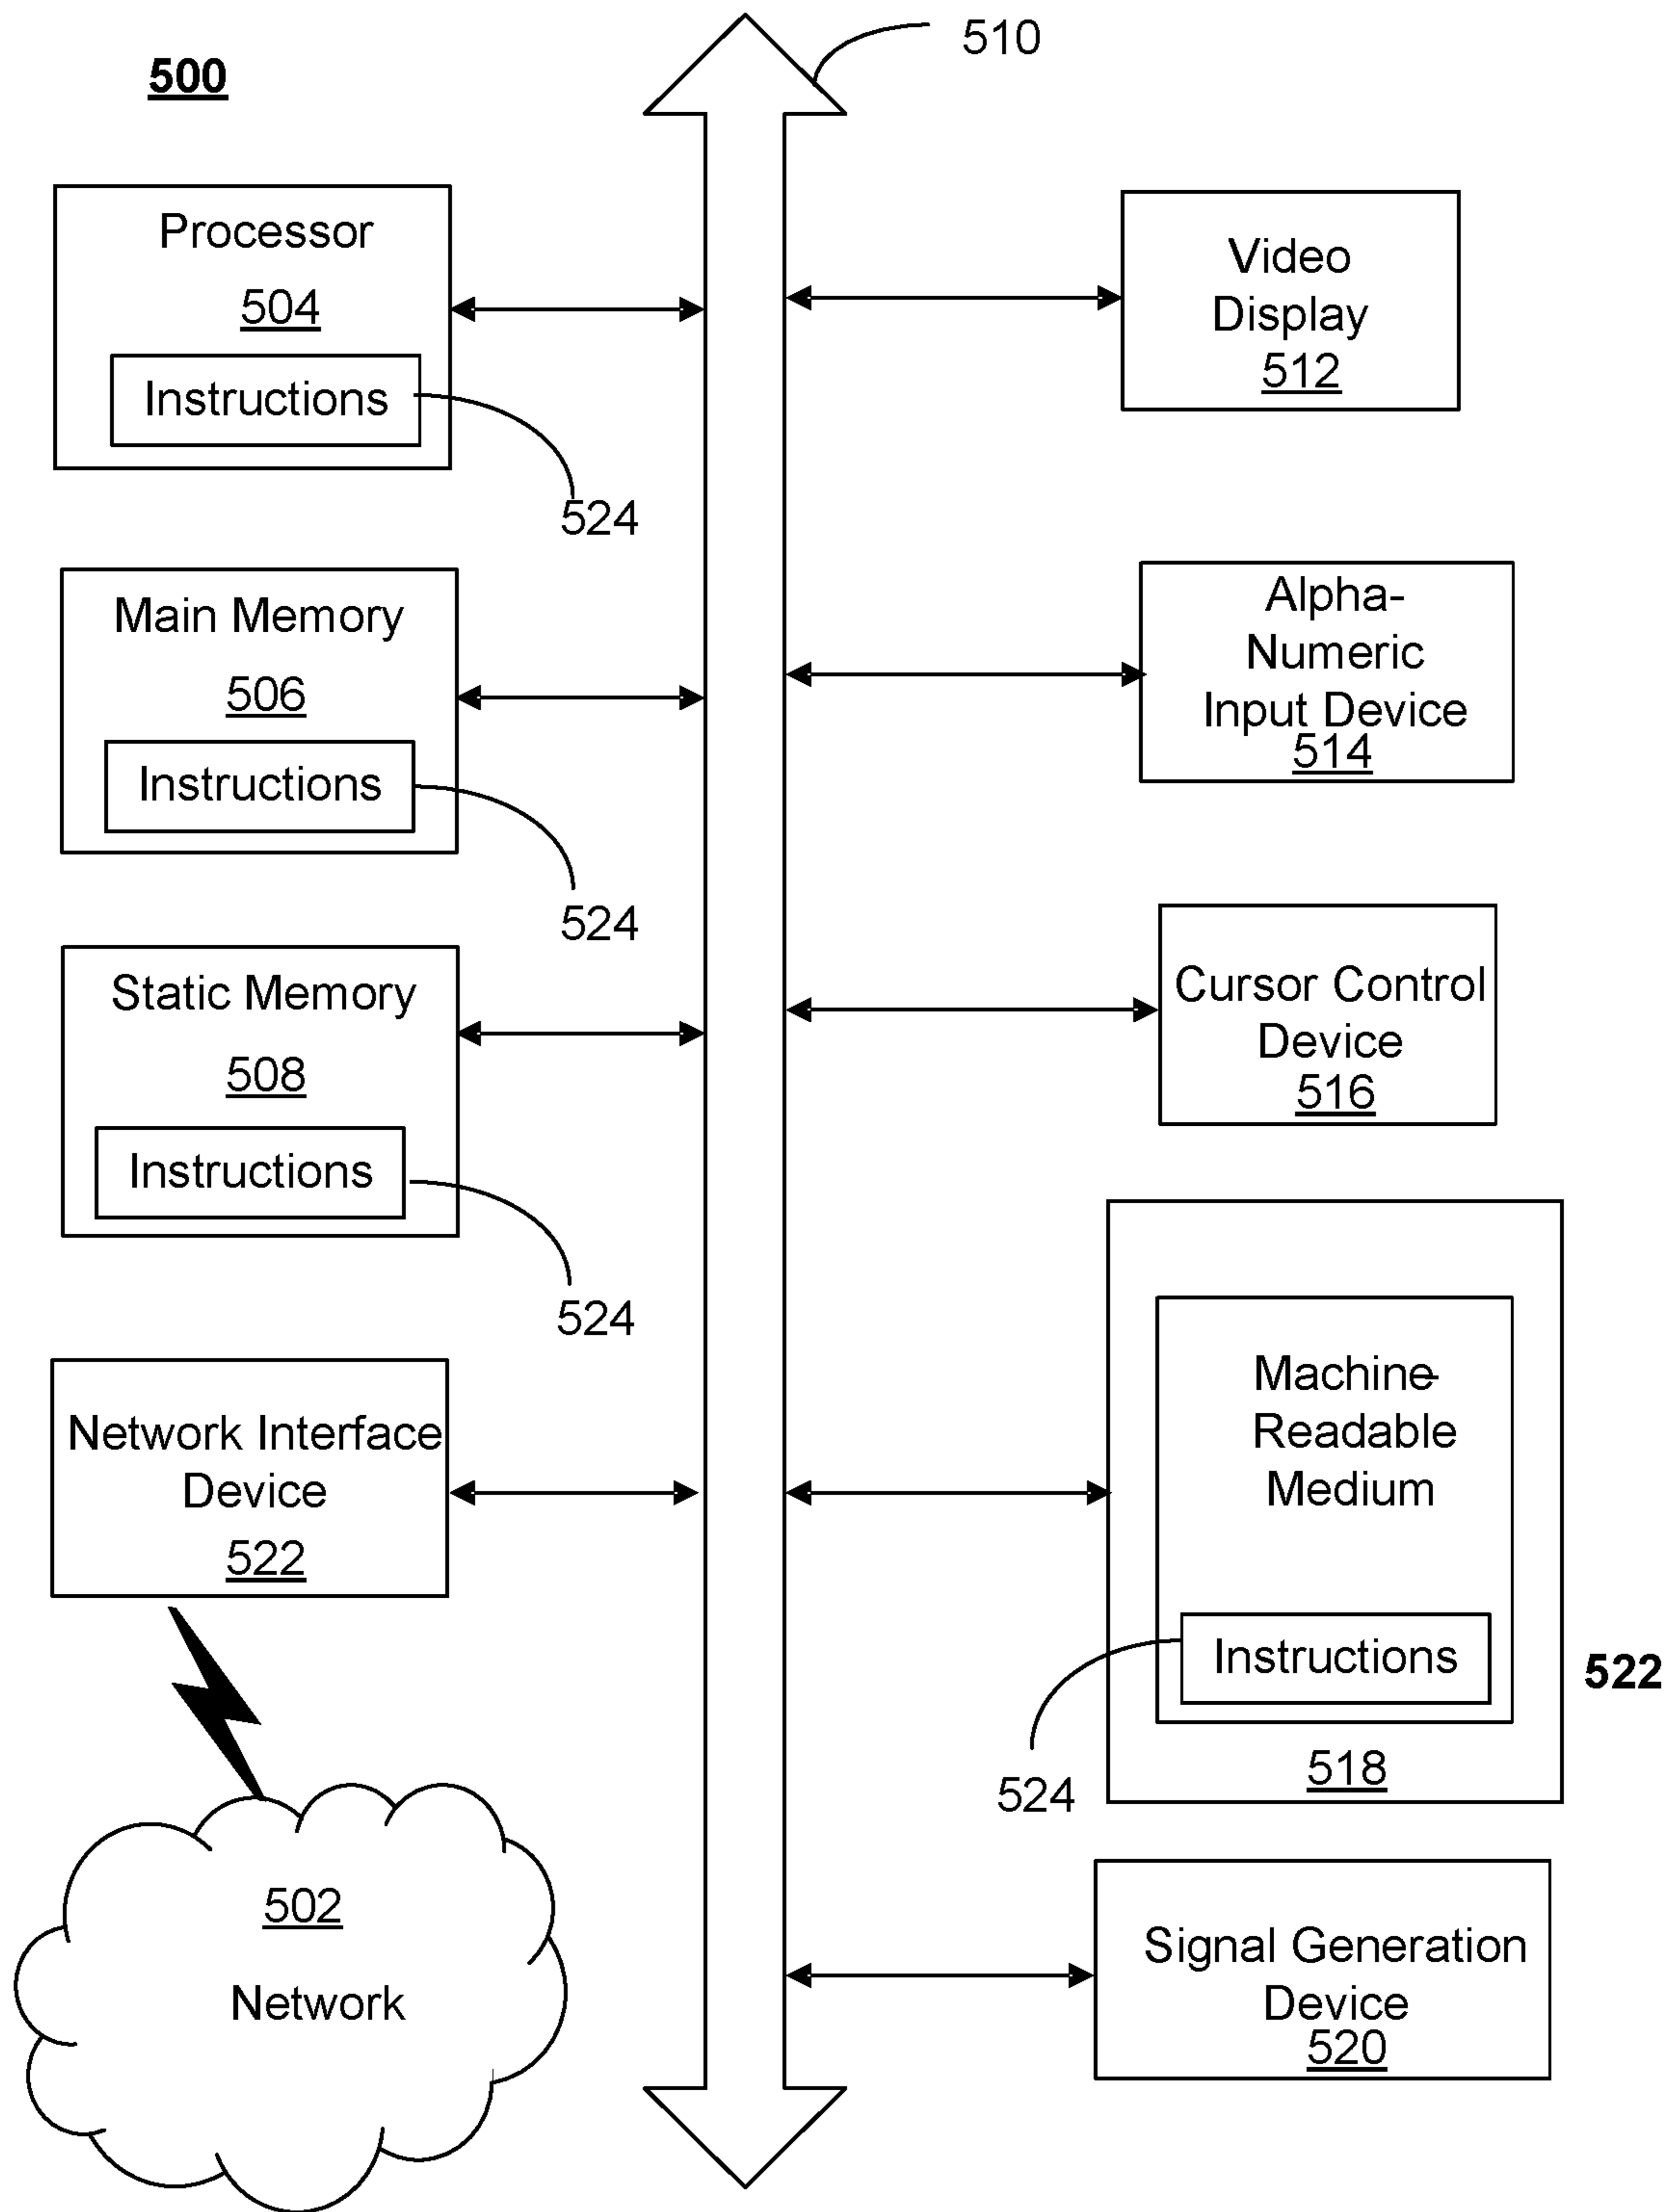 500
510
Processor
504
Instructions
524
Main Memory
506
Instructions
524
Static Memory
508
Instructions
524
Network Interface
Device
522
502
Network
Video
Display
512
Alpha-
Numeric
Input Device
514
Cursor Control
Device
516
Machine-
Readable
Medium
Instructions
522
524
518
Signal Generation
Device
520